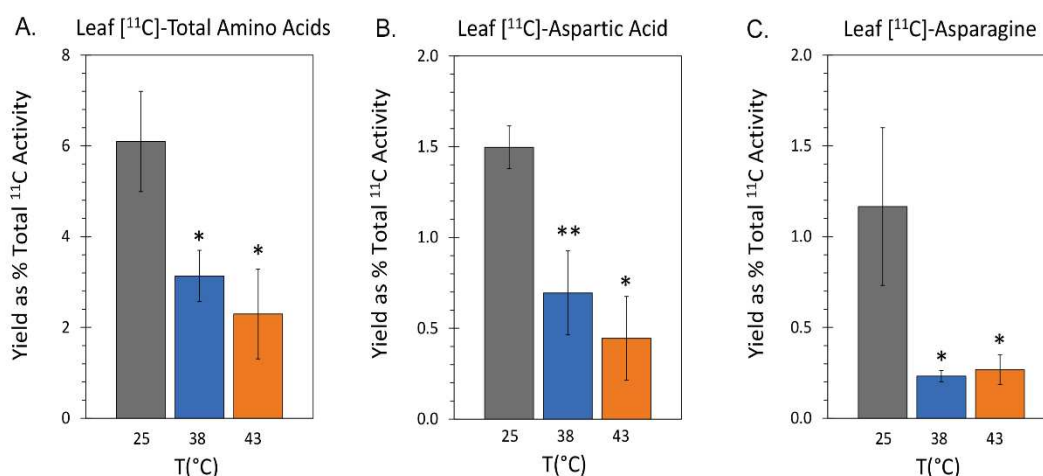 A. Leaf [¹¹C]-Total Amino Acids
Yield as % Total ¹¹C Activity
8
6
4
2
0
*
*
25 38 43
T(°C)
B. Leaf [¹¹C]-Aspartic Acid
Yield as % Total ¹¹C Activity
2.0
1.5
1.0
0.5
0.0
**
*
25 38 43
T(°C)
C. Leaf [¹¹C]-Asparagine
Yield as % Total ¹¹C Activity
2.0
1.5
1.0
0.5
0.0
*
*
25 38 43
T(°C)